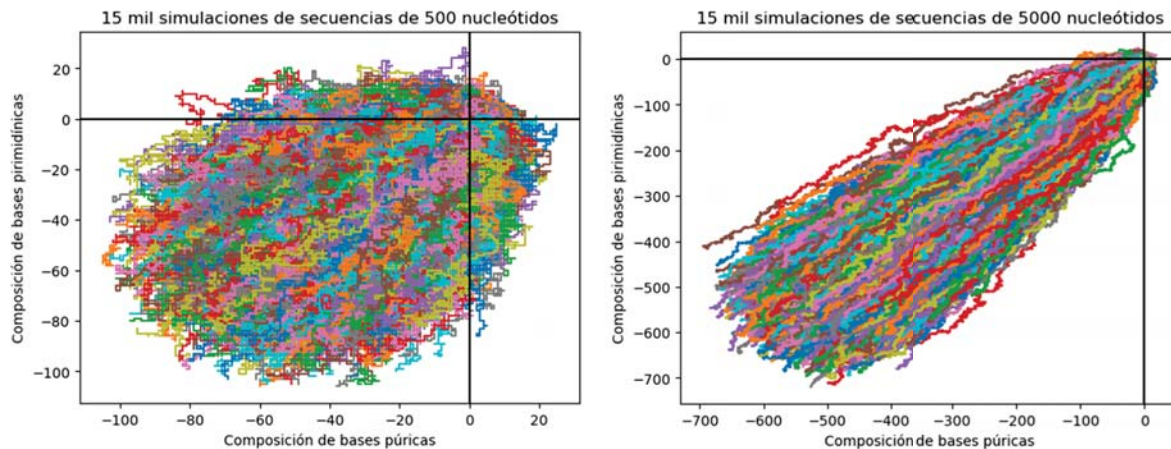 15 mil simulaciones de secuencias de 500 nucleótidos
Composición de bases pirimidínicas
20
0
−20
−40
−60
−80
−100
−100 −80 −60 −40 −20 0 20
Composición de bases púricas
15 mil simulaciones de secuencias de 5000 nucleótidos
Composición de bases pirimidínicas
0
−100
−200
−300
−400
−500
−600
−700
−700 −600 −500 −400 −300 −200 −100 0
Composición de bases púricas